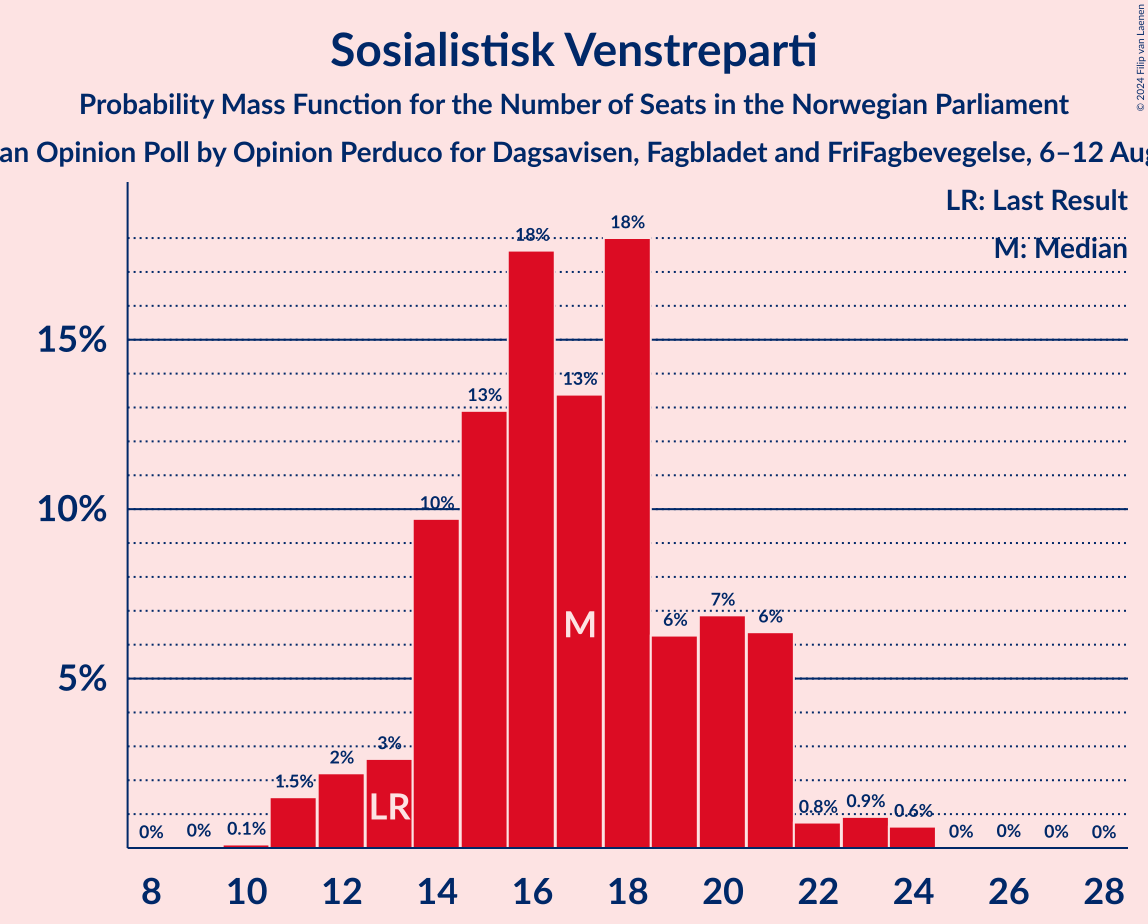 © 2024 Filip van Laenen
Sosialistisk Venstreparti
Probability Mass Function for the Number of Seats in the Norwegian Parliament
an Opinion Poll by Opinion Perduco for Dagsavisen, Fagbladet and FriFagbevegelse, 6–12 Aug
LR: Last Result
M: Median
15%
10%
5%
0% 0% 0.1% 1.5% 2% 3% 10% 13% 18% 13% 18% 6% 7% 6% 0.8% 0.9% 0.6% 0% 0% 0% 0%
LR
M
8 10 12 14 16 18 20 22 24 26 28